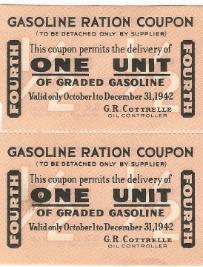 GASOLINE RATION COUPON
(TO BE DETACHED ONLY BY SUPPLIER)
FOURTH
This coupon permits the delivery of
ONE UNIT
OF GRADED GASOLINE
Valid only October 1 to December 31, 1942
G. R. COTTRELLE
OIL CONTROLLER
FOURTH
GASOLINE RATION COUPON
(TO BE DETACHED ONLY BY SUPPLIER)
FOURTH
This coupon permits the delivery of
ONE UNIT
OF GRADED GASOLINE
Valid only October 1 to December 31, 1942
G. R. COTTRELLE
OIL CONTROLLER
FOURTH